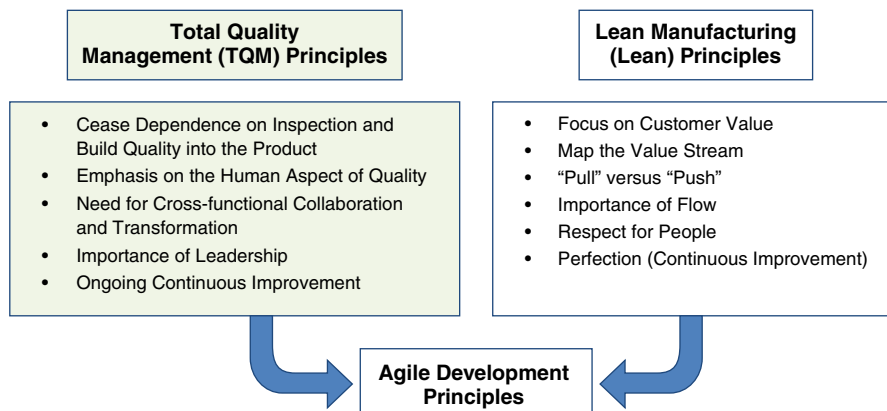 Total Quality
Management (TQM) Principles
• Cease Dependence on Inspection and
Build Quality into the Product
• Emphasis on the Human Aspect of Quality
• Need for Cross-functional Collaboration
and Transformation
• Importance of Leadership
• Ongoing Continuous Improvement
Lean Manufacturing
(Lean) Principles
• Focus on Customer Value
• Map the Value Stream
• “Pull” versus “Push”
• Importance of Flow
• Respect for People
• Perfection (Continuous Improvement)
Agile Development
Principles